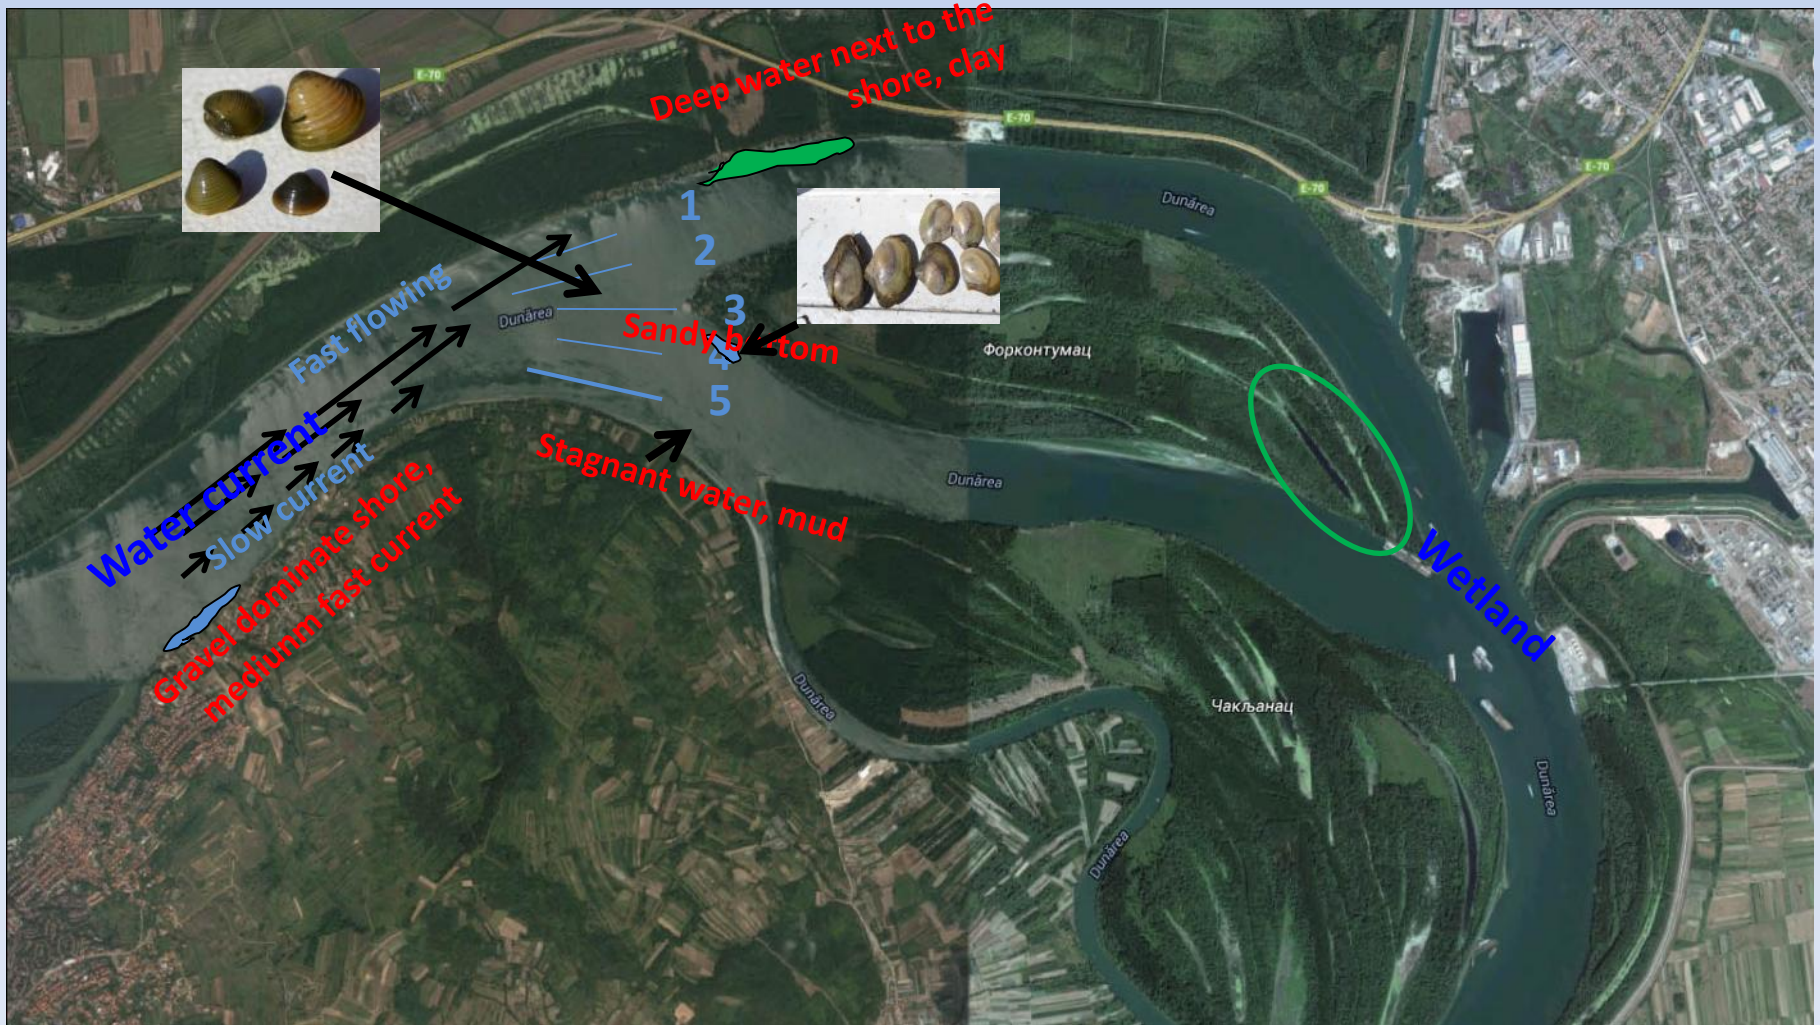 Deep water next to the
shore, clay
E-70
E-70
E-70
E-70
1
2
3
4
5
Dunărea
Dunărea
Fast flowing
Sandy bottom
Форконтумац
Water current
Slow current
Stagnant water, mud
Dunărea
Gravel dominate shore,
mediunm fast current
Wetland
Dunărea
Чакљанац
Dunărea
Dunărea